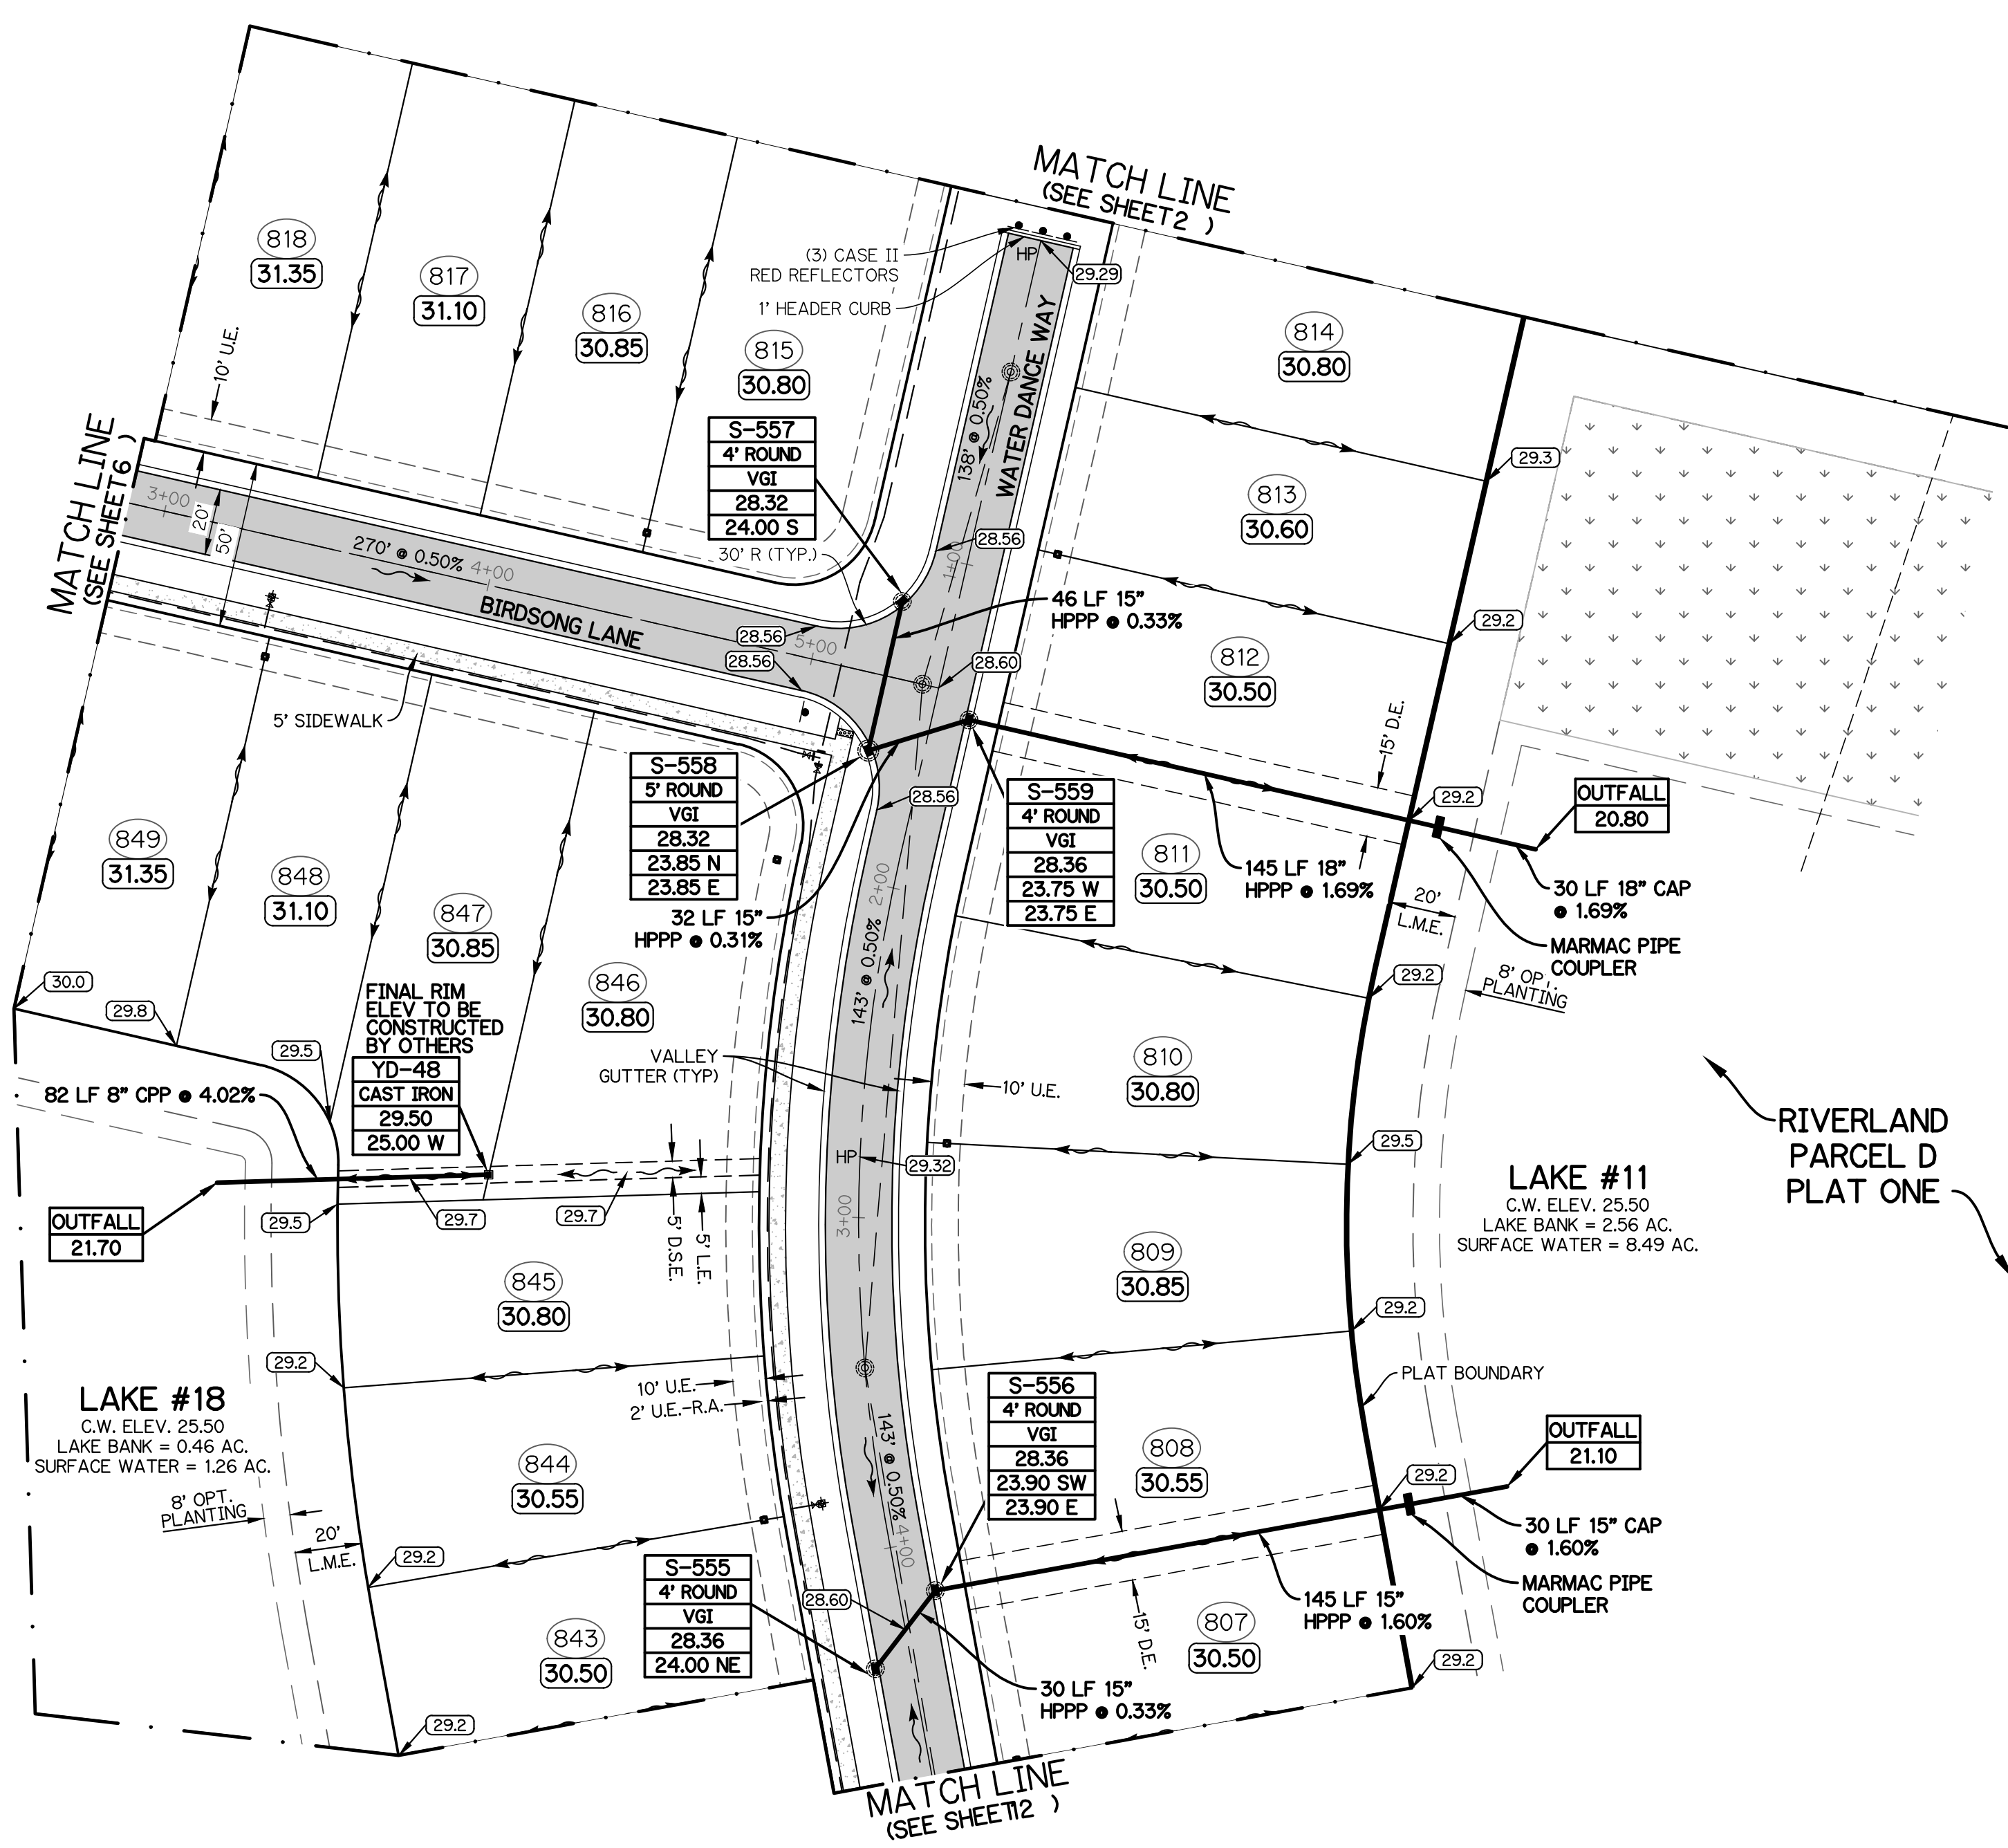 MATCH LINE
(SEE SHEET 2 )
818
31.35
817
31.10
816
30.85
815
30.80
(3) CASE II
RED REFLECTORS
1' HEADER CURB
HP
29.29
WATER DANCE WAY
138' @ 0.50%
1+00
814
30.80
10' U.E.
MATCH LINE
(SEE SHEET 6 )
3+00
20'
50'
270' @ 0.50%
4+00
BIRDSONG LANE
5+00
S-557
4' ROUND
VGI
28.32
24.00 S
30' R (TYP.)
28.56
28.56
28.56
28.60
46 LF 15"
HPPP @ 0.33%
813
30.60
29.3
29.2
812
30.50
15' D.E.
5' SIDEWALK
S-558
5' ROUND
VGI
28.32
23.85 N
23.85 E
32 LF 15"
HPPP @ 0.31%
28.56
S-559
4' ROUND
VGI
28.36
23.75 W
23.75 E
811
30.50
29.2
OUTFALL
20.80
145 LF 18"
HPPP @ 1.69%
30 LF 18" CAP
@ 1.69%
20'
L.M.E.
MARMAC PIPE
COUPLER
8' OPT.
PLANTING
29.2
849
31.35
848
31.10
847
30.85
846
30.80
2+00
143' @ 0.50%
30.0
29.8
29.5
FINAL RIM
ELEV TO BE
CONSTRUCTED
BY OTHERS
YD-48
CAST IRON
29.50
25.00 W
82 LF 8" CPP @ 4.02%
VALLEY
GUTTER (TYP)
10' U.E.
810
30.80
29.5
RIVERLAND
PARCEL D
PLAT ONE
HP
29.32
3+00
OUTFALL
21.70
29.5
29.7
29.7
5' D.S.E.
5' L.E.
845
30.80
809
30.85
LAKE #11
C.W. ELEV. 25.50
LAKE BANK = 2.56 AC.
SURFACE WATER = 8.49 AC.
29.2
PLAT BOUNDARY
29.2
LAKE #18
C.W. ELEV. 25.50
LAKE BANK = 0.46 AC.
SURFACE WATER = 1.26 AC.
10' U.E.
2' U.E.-R.A.
143' @ 0.50%
4+00
S-556
4' ROUND
VGI
28.36
23.90 SW
23.90 E
808
30.55
OUTFALL
21.10
29.2
844
30.55
8' OPT.
PLANTING
20'
L.M.E.
29.2
30 LF 15" CAP
@ 1.60%
MARMAC PIPE
COUPLER
145 LF 15"
HPPP @ 1.60%
S-555
4' ROUND
VGI
28.36
24.00 NE
28.60
15' D.E.
807
30.50
29.2
843
30.50
30 LF 15"
HPPP @ 0.33%
29.2
MATCH LINE
(SEE SHEET12 )